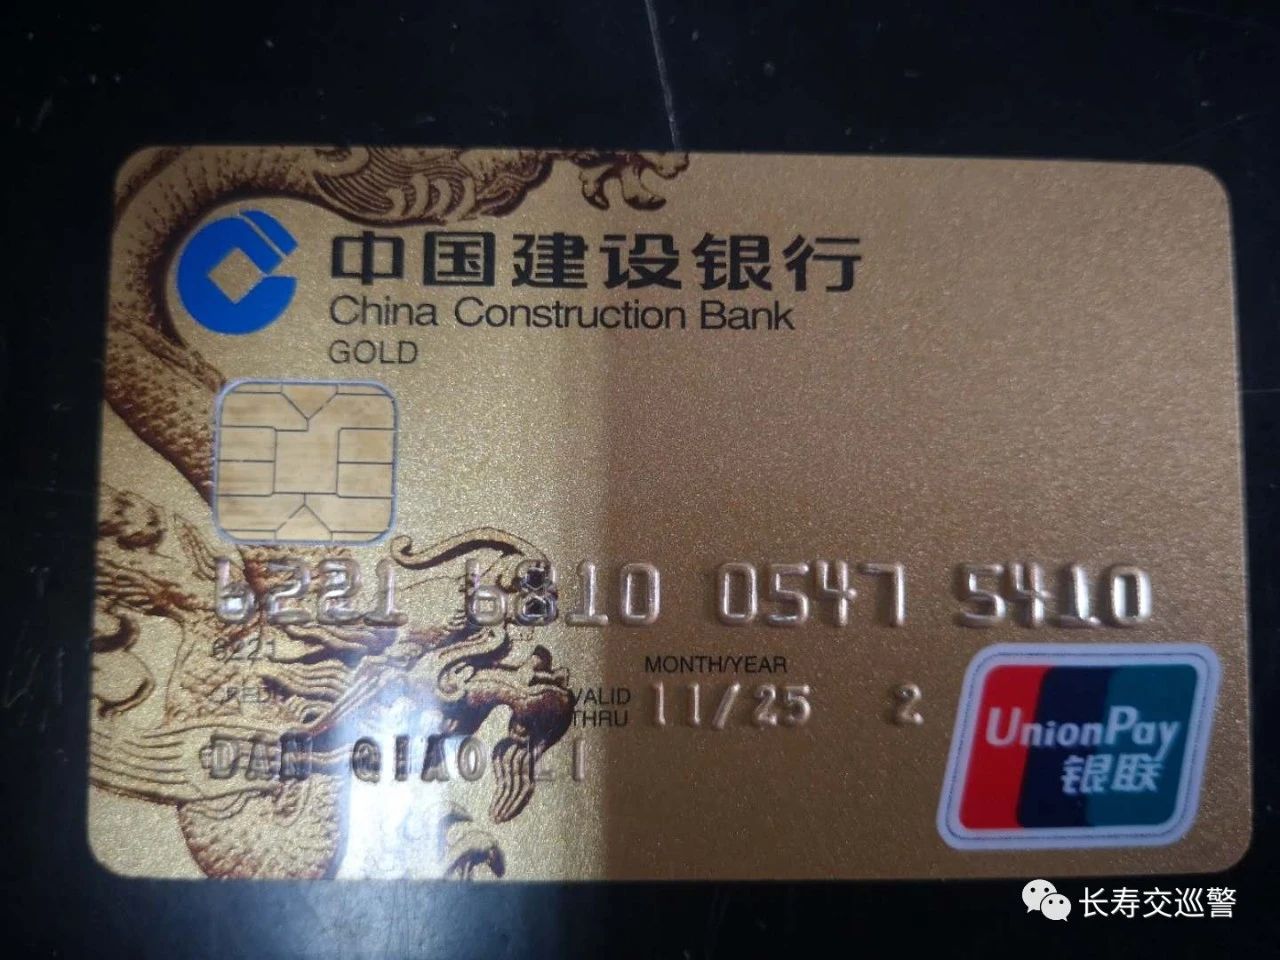 中国建设银行
China Construction Bank
GOLD
6221 6810 0547 5410
6221
MONTH/YEAR
VALID THRU 11/25 2
DAN QIAO LI
UnionPay
银联
长寿交巡警